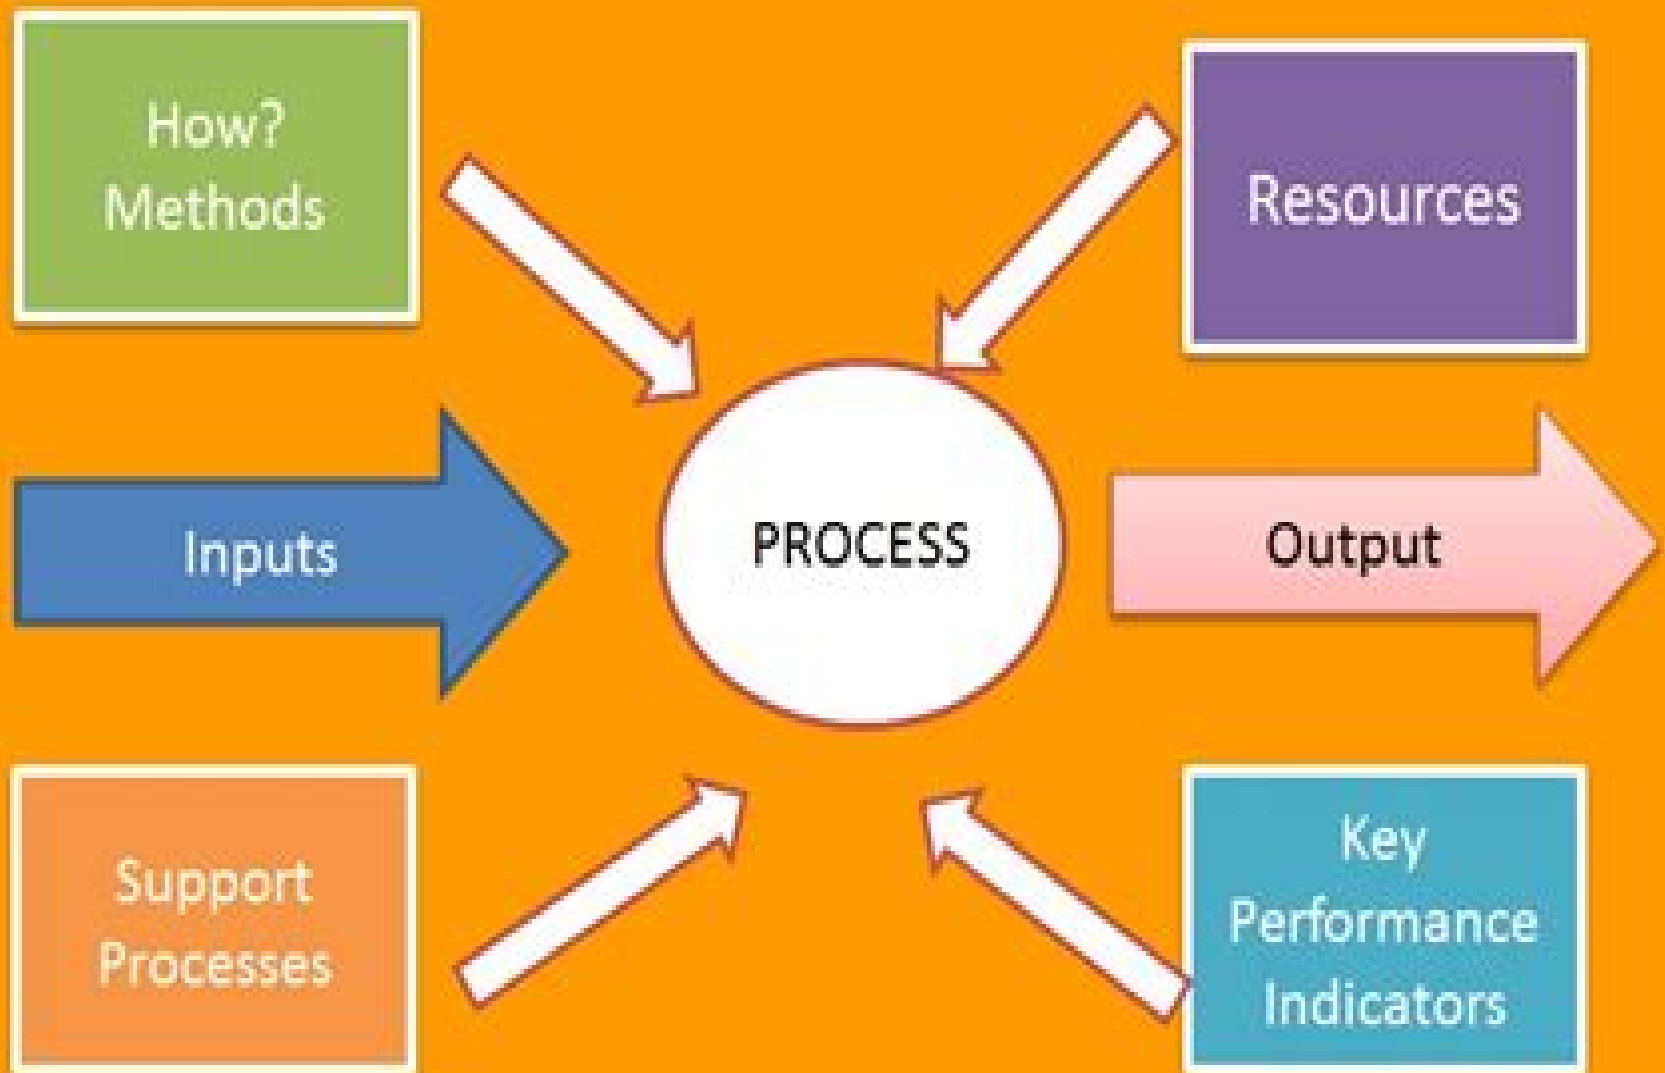 How?
Methods
Resources
Inputs
PROCESS
Output
Support
Processes
Key
Performance
Indicators